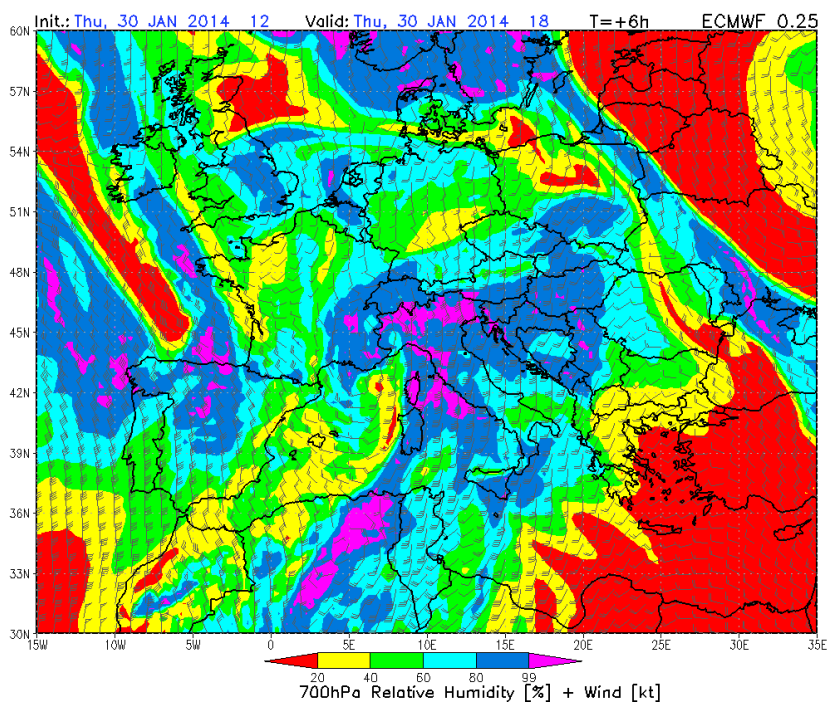 Init.: Thu, 30 JAN 2014 12 Valid: Thu, 30 JAN 2014 18 T=+6h ECMWF 0.25
60N
57N
54N
51N
48N
45N
42N
39N
36N
33N
30N
15W 10W 5W 0 5E 10E 15E 20E 25E 30E 35E
20 40 60 80 99
700hPa Relative Humidity [%] + Wind [kt]